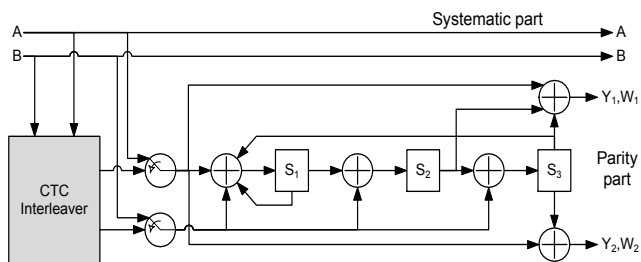 Systematic part
A A
B B
Y1,W1
CTC
Interleaver
S1 S2 S3
Parity
part
Y2,W2